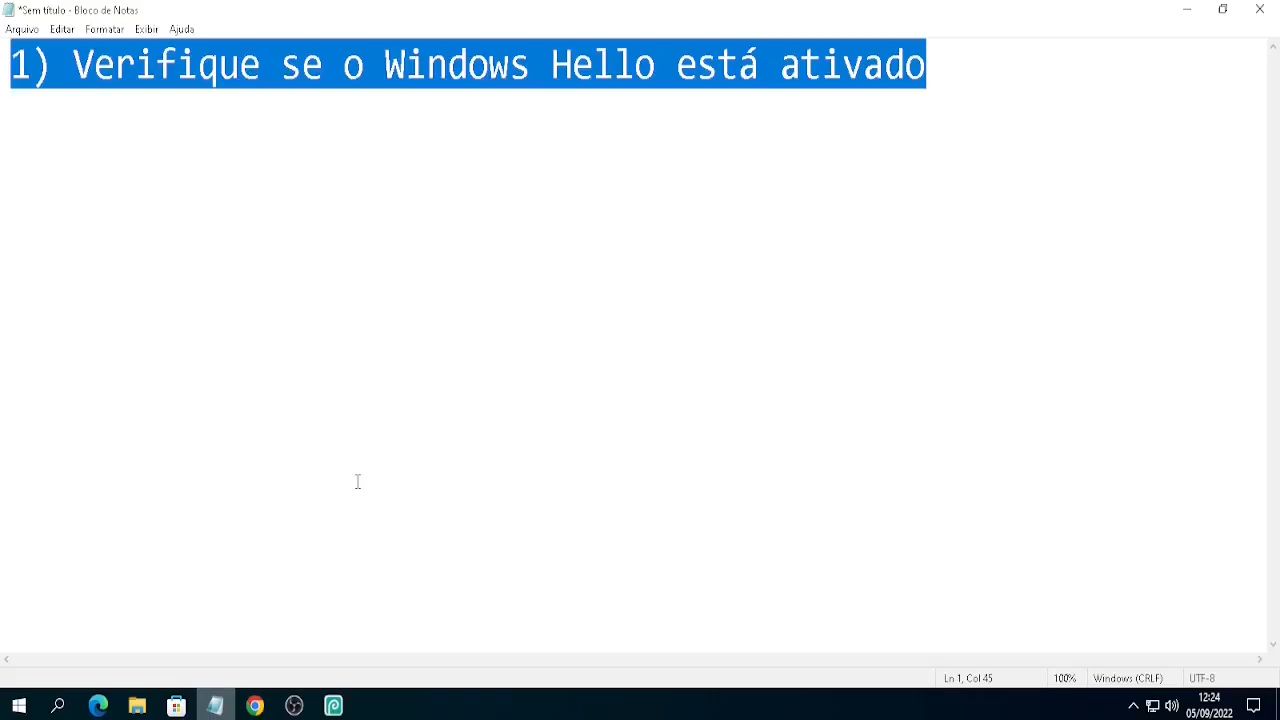 *Sem título - Bloco de Notas
Arquivo Editar Formatar Exibir Ajuda
1) Verifique se o Windows Hello está ativado
Ln 1, Col 45 100% Windows (CRLF) UTF-8
12:24
05/09/2022